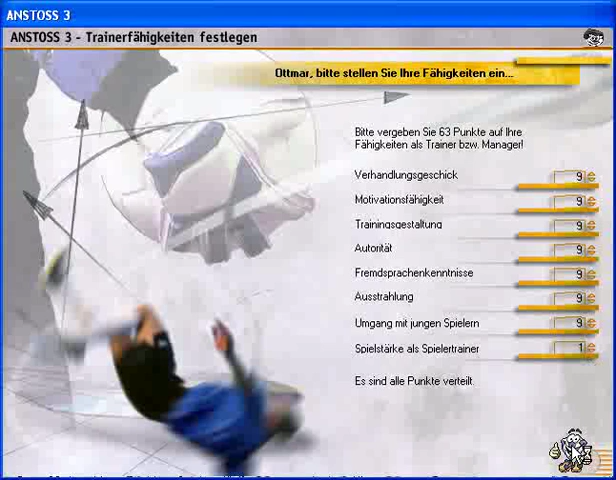 ANSTOSS 3
ANSTOSS 3 - Trainerfähigkeiten festlegen
Ottmar, bitte stellen Sie Ihre Fähigkeiten ein...
Bitte vergeben Sie 63 Punkte auf Ihre
Fähigkeiten als Trainer bzw. Manager!
Verhandlungsgeschick 9
Motivationsfähigkeit 9
Trainingsgestaltung 9
Autorität 9
Fremdsprachenkenntnisse 9
Ausstrahlung 9
Umgang mit jungen Spielern 9
Spielstärke als Spielertrainer 1
Es sind alle Punkte verteilt.